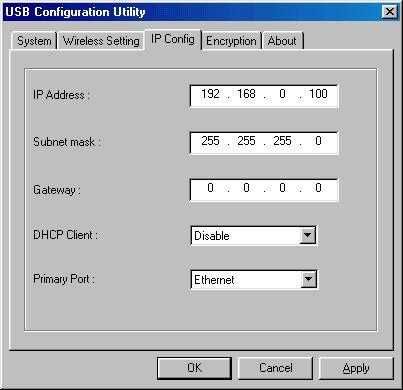 USB Configuration Utility
System Wireless Setting IP Config Encryption About
IP Address : 192 . 168 . 0 . 100
Subnet mask : 255 . 255 . 255 . 0
Gateway : 0 . 0 . 0 . 0
DHCP Client : Disable
Primary Port : Ethernet
OK Cancel Apply